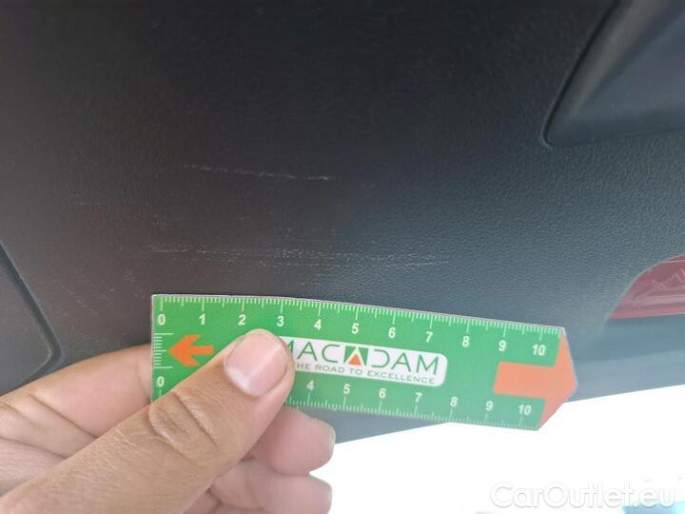 0 1 2 3 4 5 6 7 8 9 10
MACADAM
THE ROAD TO EXCELLENCE
0 4 5 6 7 8 9 10
CarOutlet.eu